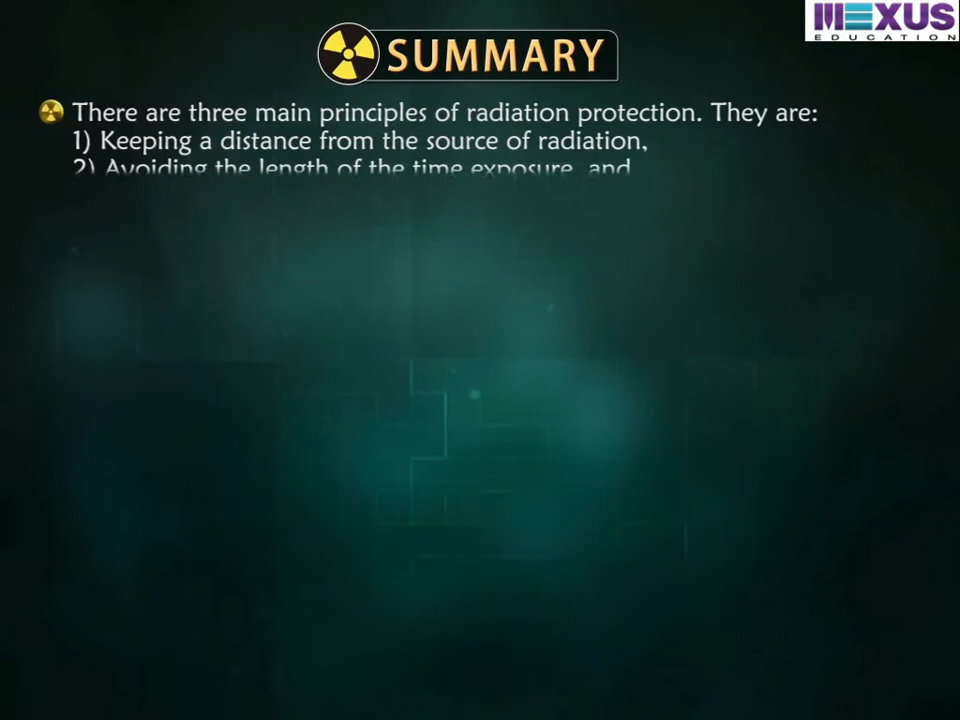 MEXUS
EDUCATION
SUMMARY
There are three main principles of radiation protection. They are:
1) Keeping a distance from the source of radiation,
2) Avoiding the length of the time exposure, and